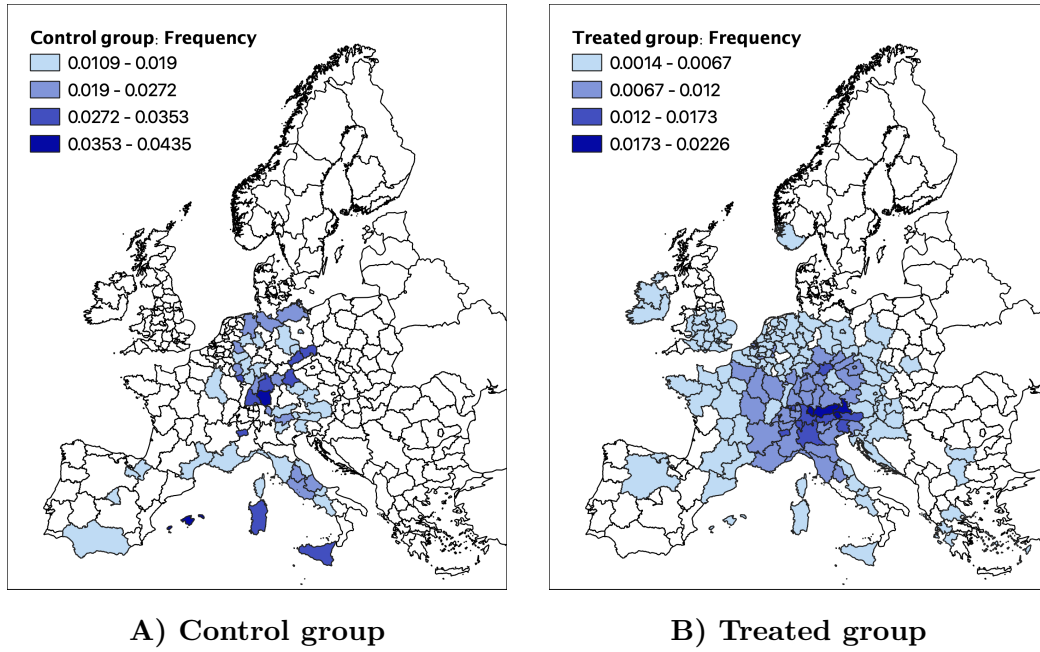 Control group: Frequency
0.0109 - 0.019
0.019 - 0.0272
0.0272 - 0.0353
0.0353 - 0.0435
Treated group: Frequency
0.0014 - 0.0067
0.0067 - 0.012
0.012 - 0.0173
0.0173 - 0.0226
A) Control group
B) Treated group